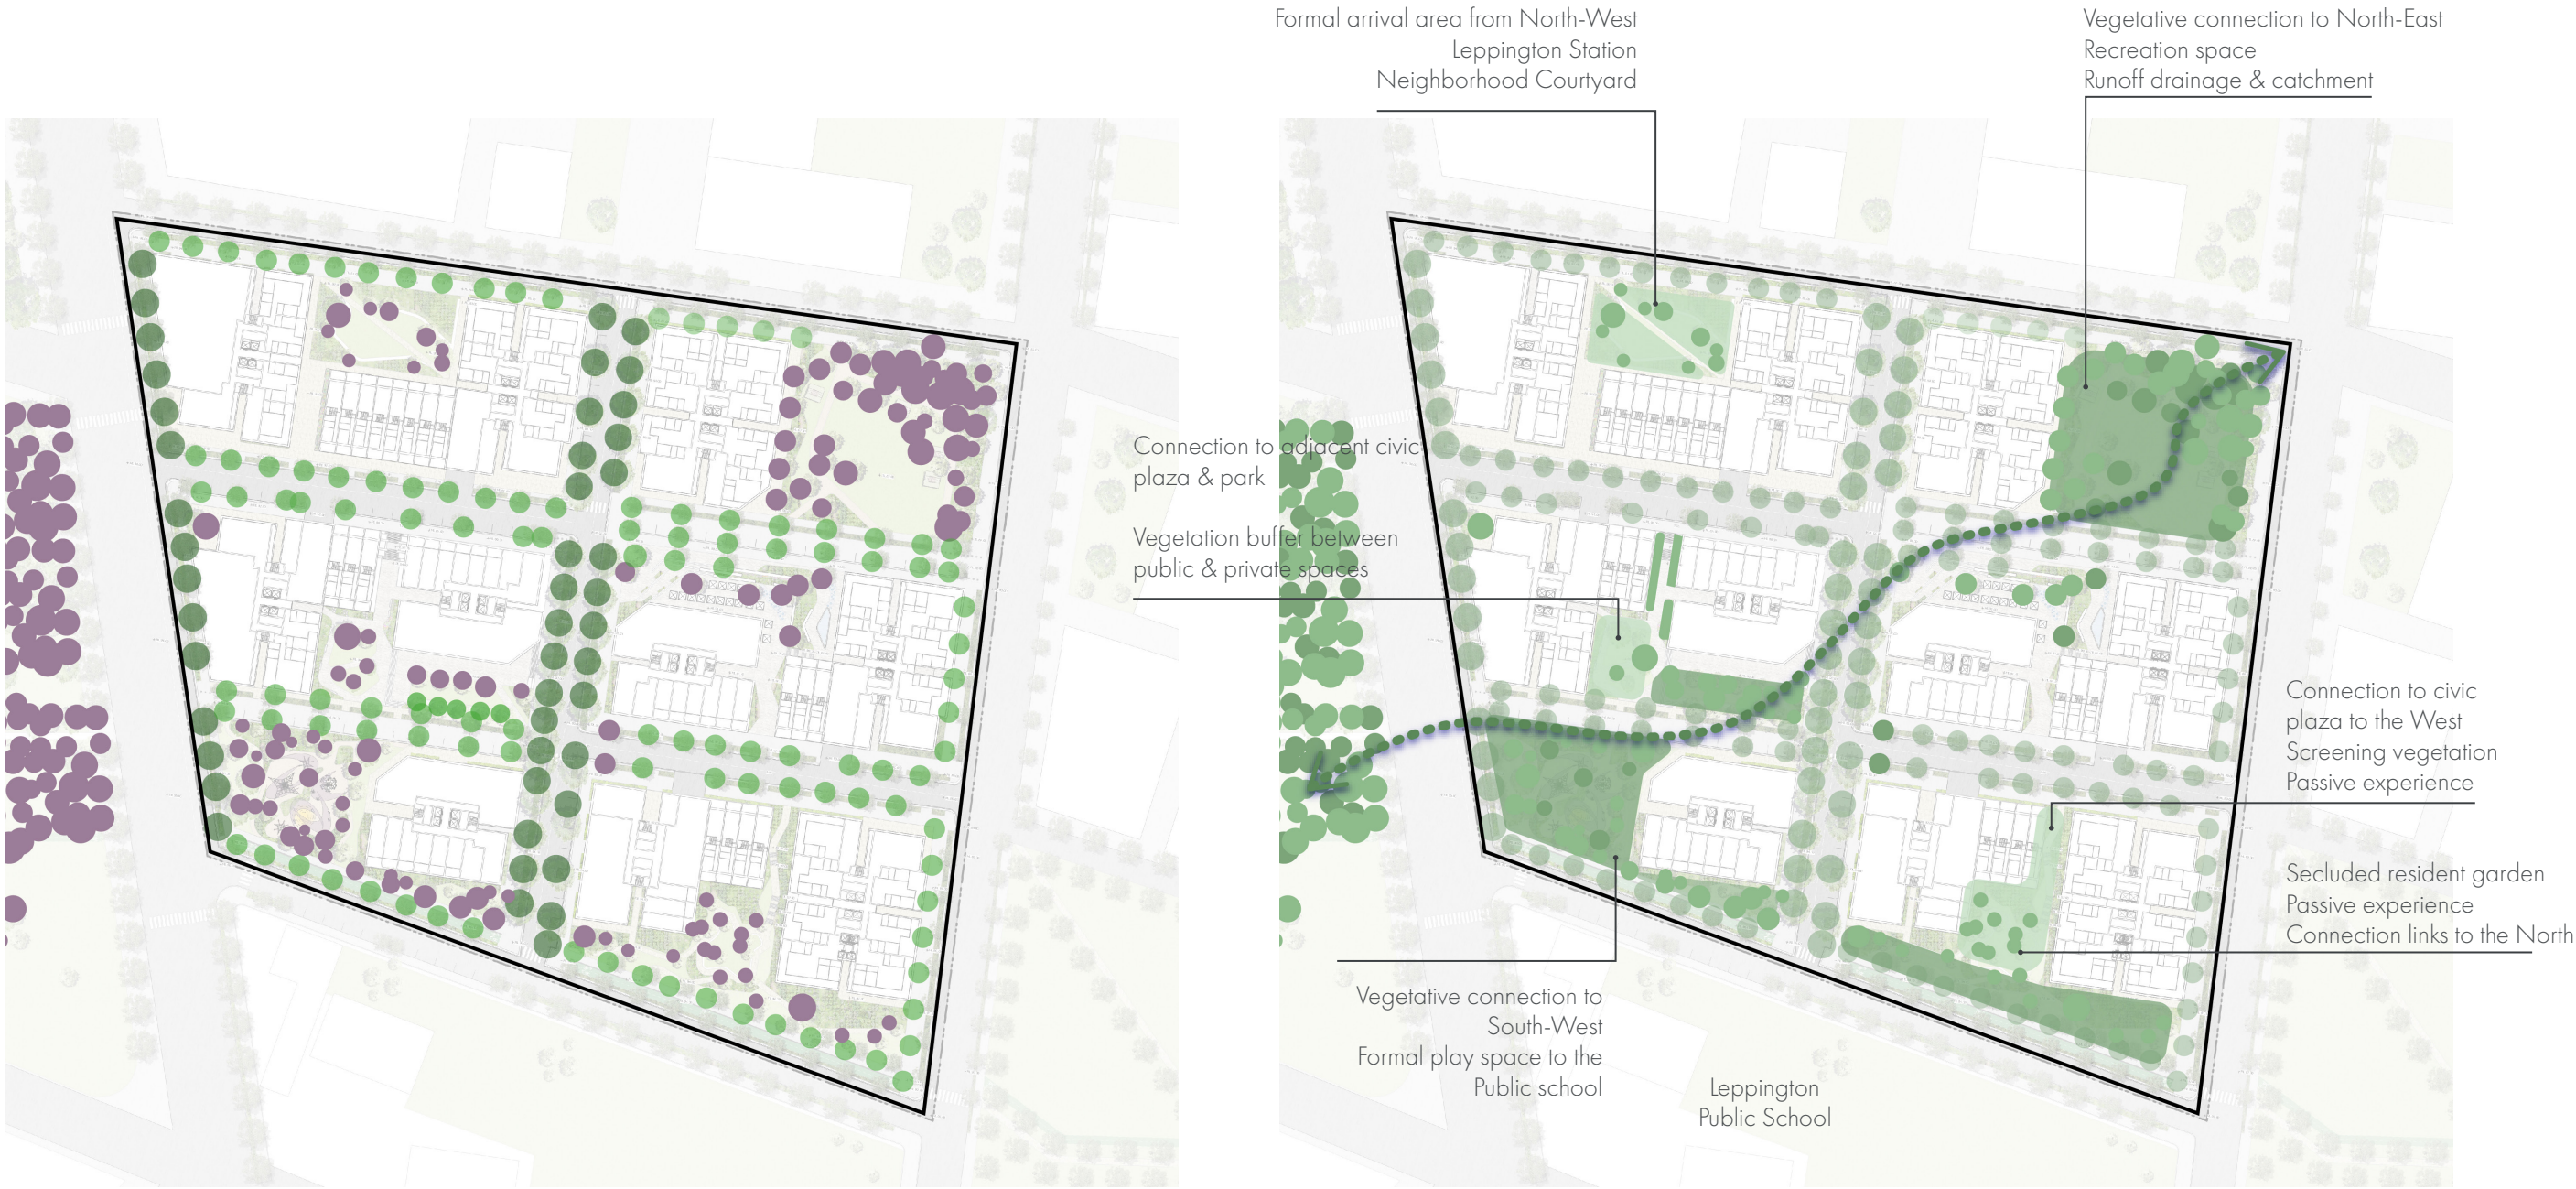 Formal arrival area from North-West
Leppington Station
Neighborhood Courtyard
Vegetative connection to North-East
Recreation space
Runoff drainage & catchment
Connection to adjacent civic
plaza & park
Vegetation buffer between
public & private spaces
Connection to civic
plaza to the West
Screening vegetation
Passive experience
Secluded resident garden
Passive experience
Connection links to the North
Vegetative connection to
South-West
Formal play space to the
Public school
Leppington
Public School